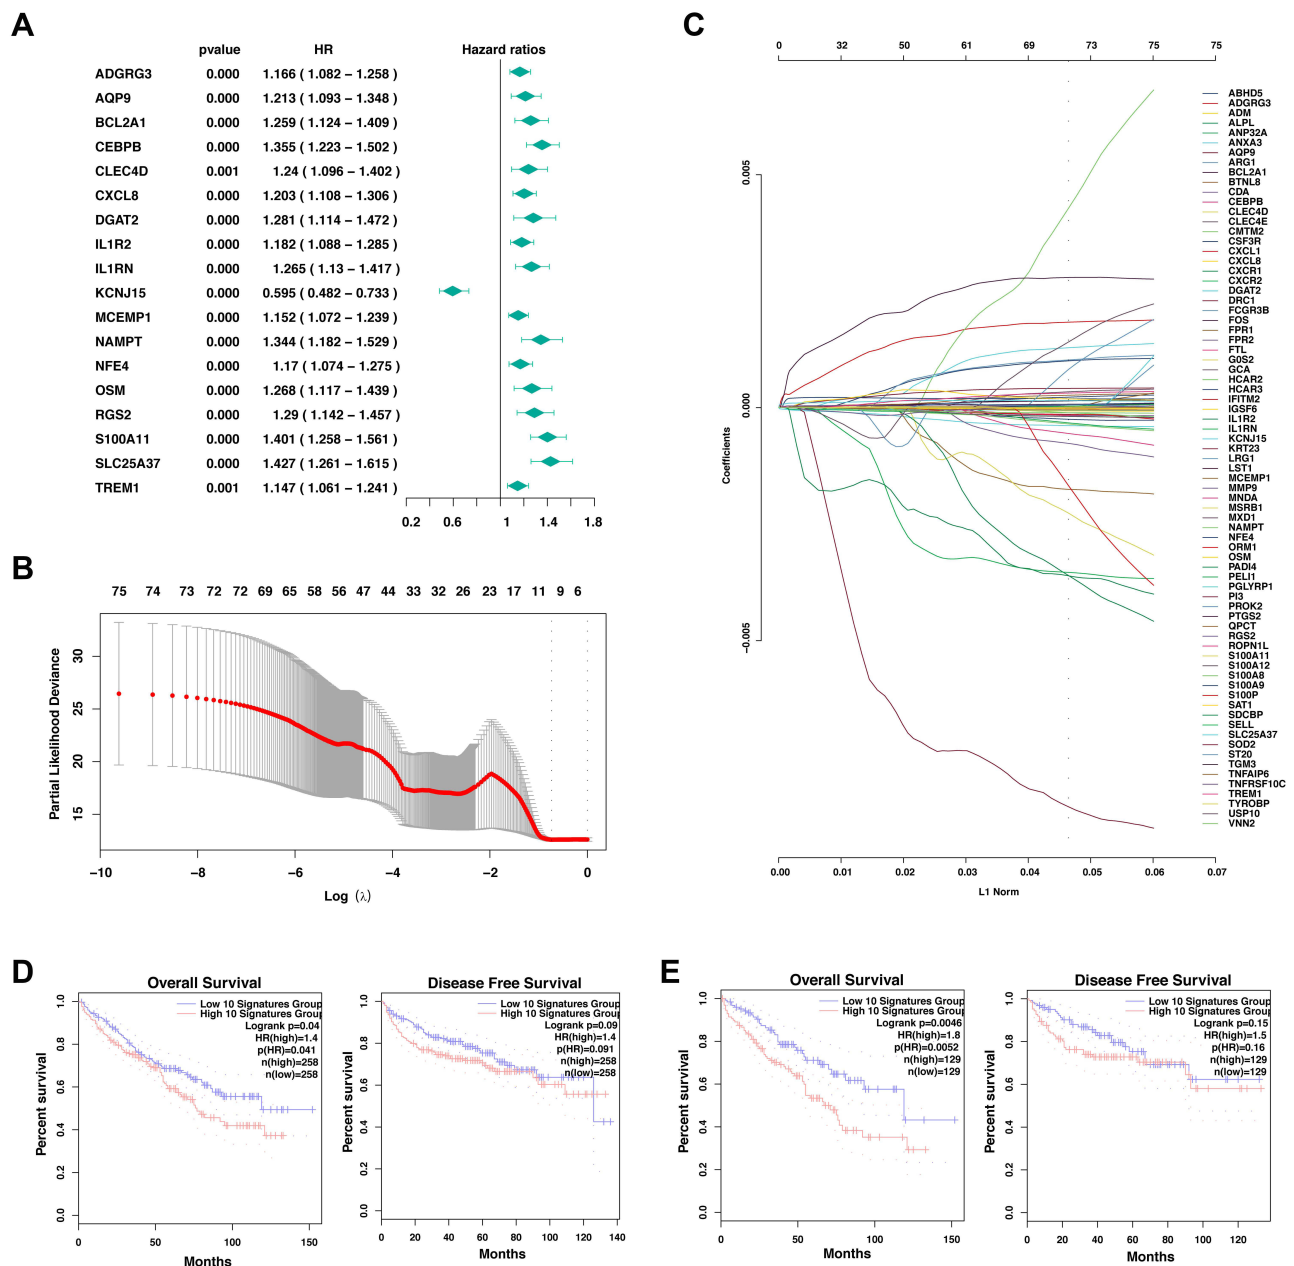 A
pvalue HR Hazard ratios
ADGRG3 0.000 1.166 ( 1.082 – 1.258 )
AQP9 0.000 1.213 ( 1.093 – 1.348 )
BCL2A1 0.000 1.259 ( 1.124 – 1.409 )
CEBPB 0.000 1.355 ( 1.223 – 1.502 )
CLEC4D 0.001 1.24 ( 1.096 – 1.402 )
CXCL8 0.000 1.203 ( 1.108 – 1.306 )
DGAT2 0.000 1.281 ( 1.114 – 1.472 )
IL1R2 0.000 1.182 ( 1.088 – 1.285 )
IL1RN 0.000 1.265 ( 1.13 – 1.417 )
KCNJ15 0.000 0.595 ( 0.482 – 0.733 )
MCEMP1 0.000 1.152 ( 1.072 – 1.239 )
NAMPT 0.000 1.344 ( 1.182 – 1.529 )
NFE4 0.000 1.17 ( 1.074 – 1.275 )
OSM 0.000 1.268 ( 1.117 – 1.439 )
RGS2 0.000 1.29 ( 1.142 – 1.457 )
S100A11 0.000 1.401 ( 1.258 – 1.561 )
SLC25A37 0.000 1.427 ( 1.261 – 1.615 )
TREM1 0.001 1.147 ( 1.061 – 1.241 )
0.2 0.6 1 1.4 1.8
B
75 74 73 72 72 69 65 58 56 47 44 33 32 26 23 17 11 9 6
Partial Likelihood Deviance
30
25
20
15
−10 −8 −6 −4 −2 0
Log (λ)
C
0 32 50 61 69 73 75 75
Coefficients
0.005
0.000
−0.005
0.00 0.01 0.02 0.03 0.04 0.05 0.06 0.07
L1 Norm
ABHD5
ADGRG3
ADM
ALPL
ANP32A
ANXA3
AQP9
ARG1
BCL2A1
BTNL8
CDA
CEBPB
CLEC4D
CLEC4E
CMTM2
CSF3R
CXCL1
CXCL8
CXCR1
CXCR2
DGAT2
DRC1
FCGR3B
FOS
FPR1
FPR2
FTL
G0S2
GCA
HCAR2
HCAR3
IFITM2
IGSF6
IL1R2
IL1RN
KCNJ15
KRT23
LRG1
LST1
MCEMP1
MMP9
MNDA
MSRB1
MXD1
NAMPT
NFE4
ORM1
OSM
PADI4
PELI1
PGLYRP1
PI3
PROK2
PTGS2
QPCT
RGS2
ROPN1L
S100A11
S100A12
S100A8
S100A9
S100P
SAT1
SDCBP
SELL
SLC25A37
SOD2
ST20
TGM3
TNFAIP6
TNFRSF10C
TREM1
TYROBP
USP10
VNN2
D
Overall Survival
Low 10 Signatures Group
High 10 Signatures Group
Logrank p=0.04
HR(high)=1.4
p(HR)=0.041
n(high)=258
n(low)=258
Percent survival
1.0
0.8
0.6
0.4
0.2
0.0
0 50 100 150
Months
Disease Free Survival
Low 10 Signatures Group
High 10 Signatures Group
Logrank p=0.09
HR(high)=1.4
p(HR)=0.091
n(high)=258
n(low)=258
Percent survival
1.0
0.8
0.6
0.4
0.2
0.0
0 20 40 60 80 100 120 140
Months
E
Overall Survival
Low 10 Signatures Group
High 10 Signatures Group
Logrank p=0.0046
HR(high)=1.8
p(HR)=0.0052
n(high)=129
n(low)=129
Percent survival
1.0
0.8
0.6
0.4
0.2
0.0
0 50 100 150
Months
Disease Free Survival
Low 10 Signatures Group
High 10 Signatures Group
Logrank p=0.15
HR(high)=1.5
p(HR)=0.16
n(high)=129
n(low)=129
Percent survival
1.0
0.8
0.6
0.4
0.2
0.0
0 20 40 60 80 100 120
Months